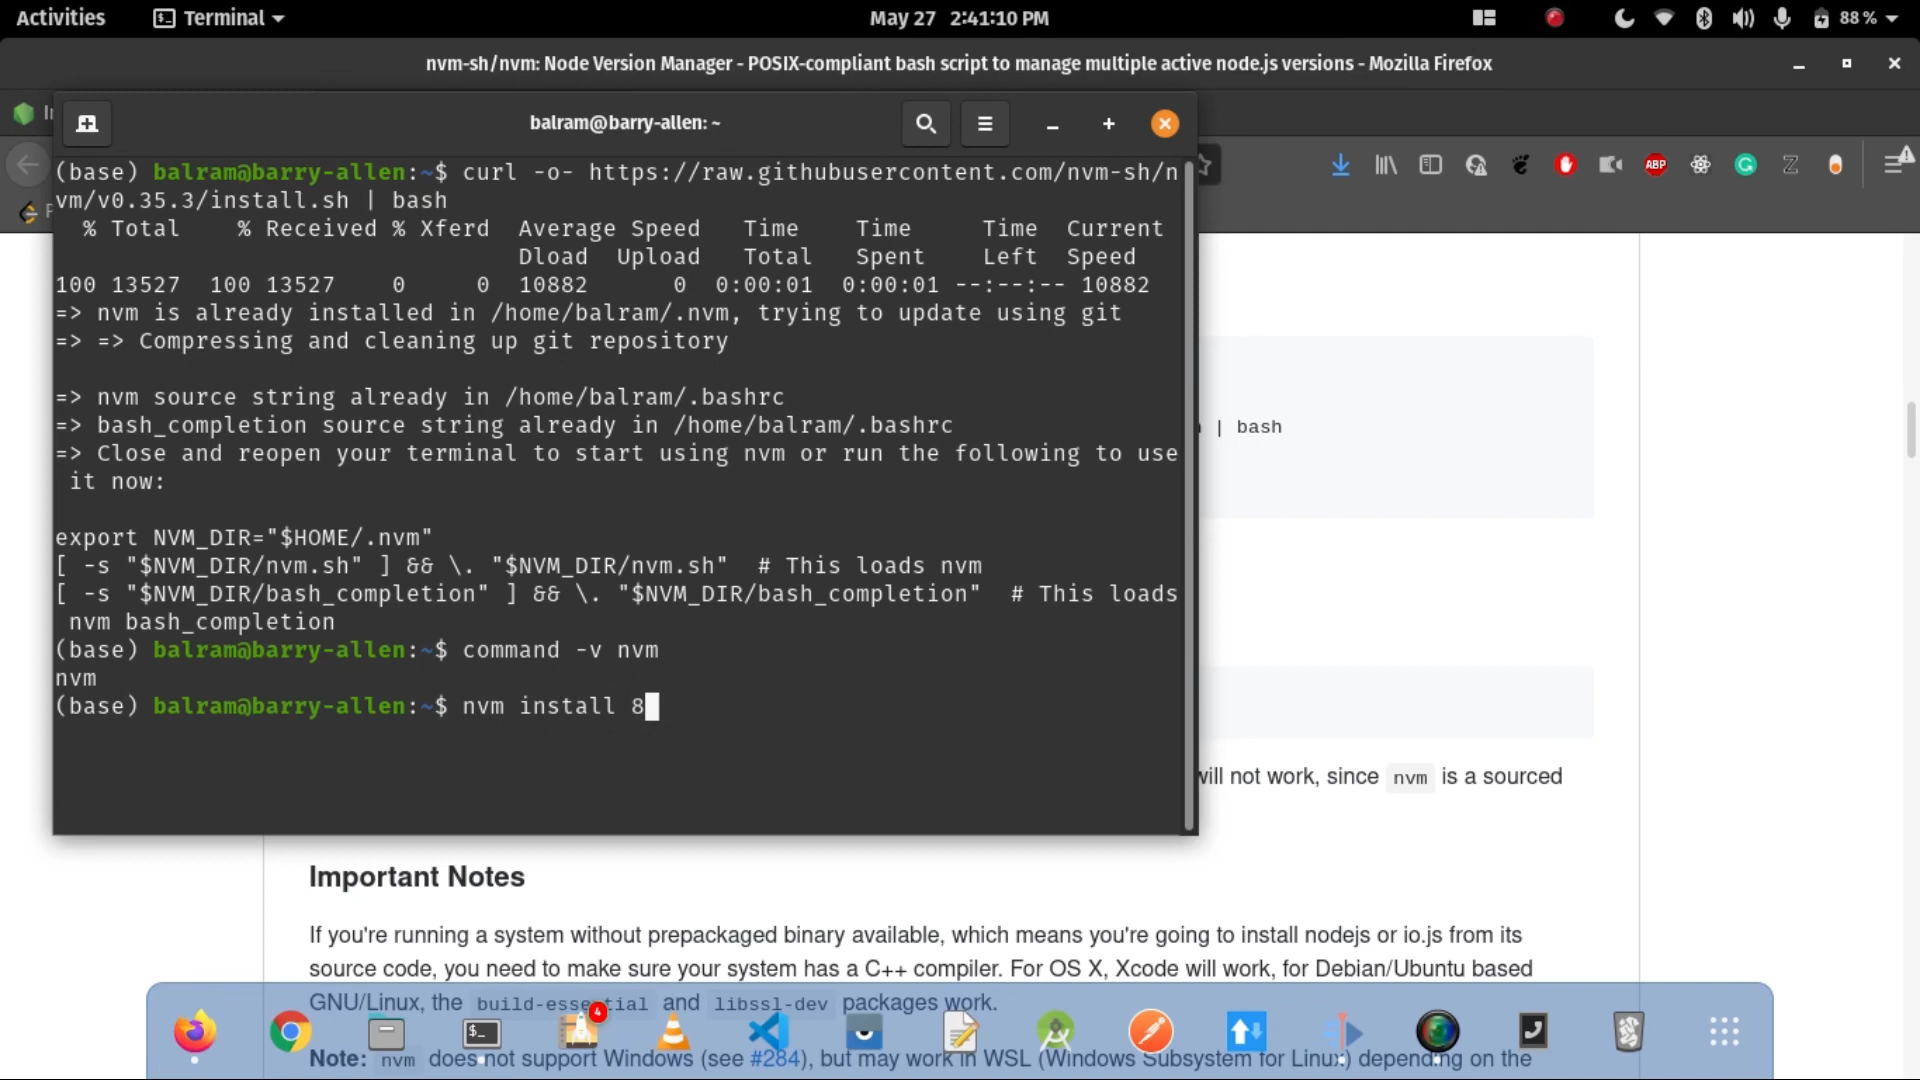 Activities
Terminal
May 27 2:41:10 PM
88 %
nvm-sh/nvm: Node Version Manager - POSIX-compliant bash script to manage multiple active node.js versions - Mozilla Firefox
balram@barry-allen: ~
ABP
(base) balram@barry-allen:~$ curl -o- https://raw.githubusercontent.com/nvm-sh/n
vm/v0.35.3/install.sh | bash
% Total % Received % Xferd Average Speed Time Time Time Current
Dload Upload Total Spent Left Speed
100 13527 100 13527 0 0 10882 0 0:00:01 0:00:01 --:--:-- 10882
=> nvm is already installed in /home/balram/.nvm, trying to update using git
=> => Compressing and cleaning up git repository
=> nvm source string already in /home/balram/.bashrc
=> bash_completion source string already in /home/balram/.bashrc
=> Close and reopen your terminal to start using nvm or run the following to use
it now:
export NVM_DIR="$HOME/.nvm"
[ -s "$NVM_DIR/nvm.sh" ] && \. "$NVM_DIR/nvm.sh" # This loads nvm
[ -s "$NVM_DIR/bash_completion" ] && \. "$NVM_DIR/bash_completion" # This loads
nvm bash_completion
(base) balram@barry-allen:~$ command -v nvm
nvm
(base) balram@barry-allen:~$ nvm install 8
| bash
will not work, since nvm is a sourced
Important Notes
If you're running a system without prepackaged binary available, which means you're going to install nodejs or io.js from its
source code, you need to make sure your system has a C++ compiler. For OS X, Xcode will work, for Debian/Ubuntu based
GNU/Linux, the build-essential and libssl-dev packages work.
4
Note: nvm does not support Windows (see #284), but may work in WSL (Windows Subsystem for Linux) depending on the